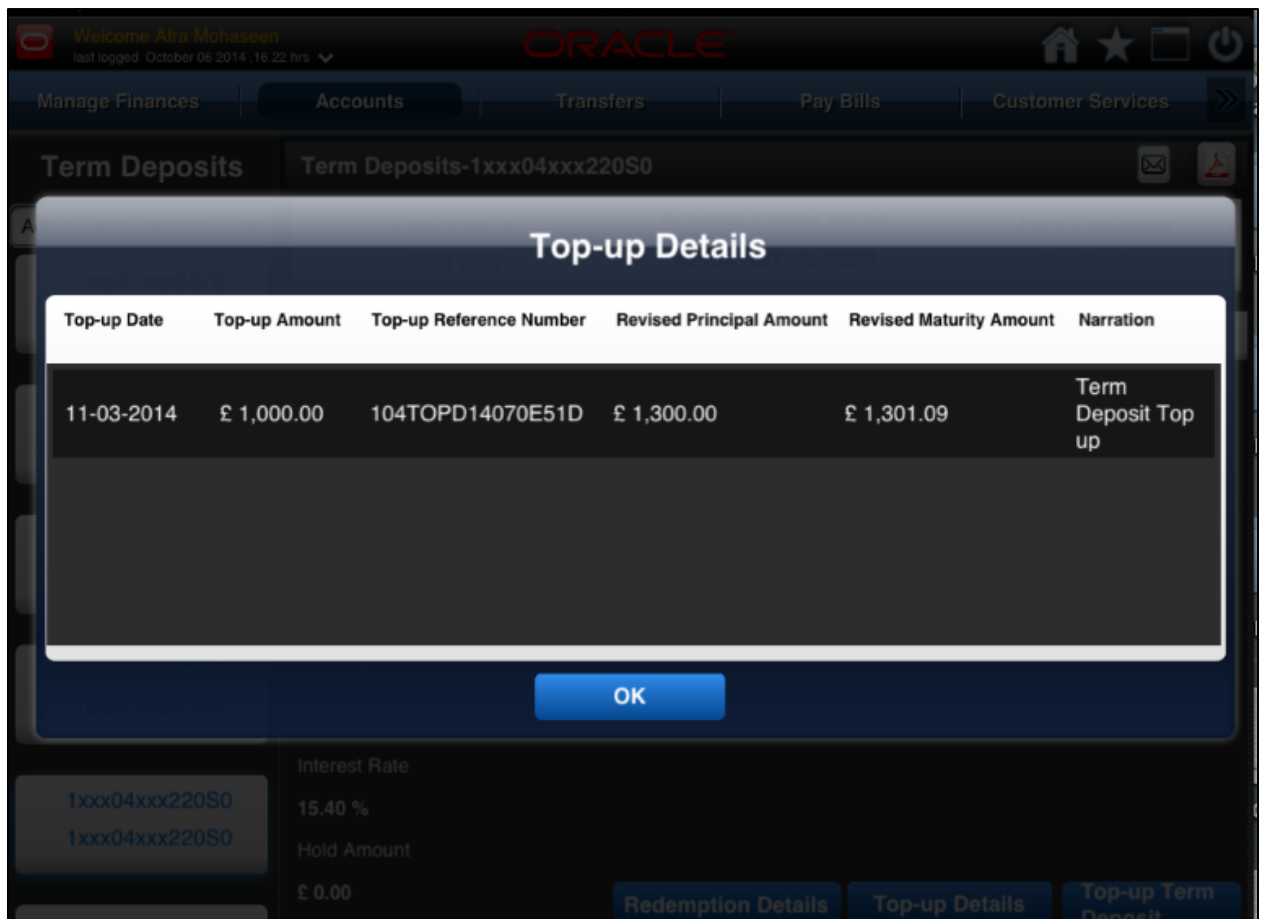 Welcome Afra Mohaseen
last logged October 06 2014 .16.22 hrs
ORACLE
Manage Finances Accounts Transfers Pay Bills Customer Services
Term Deposits
Term Deposits-1xxx04xxx220S0
Top-up Details
Top-up Date Top-up Amount Top-up Reference Number Revised Principal Amount Revised Maturity Amount Narration
11-03-2014 £ 1,000.00 104TOPD14070E51D £ 1,300.00 £ 1,301.09 Term
Deposit Top
up
OK
1xxx04xxx220S0
1xxx04xxx220S0
Interest Rate
15.40 %
Hold Amount
£ 0.00
Redemption Details Top-up Details Top-up Term
Deposit